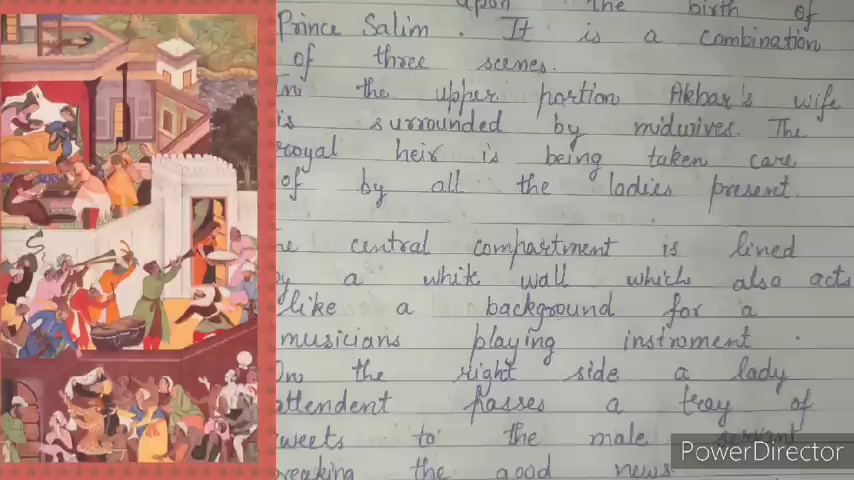 upon the birth of
Prince Salim. It is a combination
of three scenes.
In the upper portion Akbar's wife
is surrounded by midwives. The
royal heir is being taken care
of by all the ladies present.
he central compartment is lined
by a white wall which also acts
like a background for a
musicians playing instroment.
On the right side a lady
attendent passes a tray of
sweets to the male servant
breaking the good news
PowerDirector